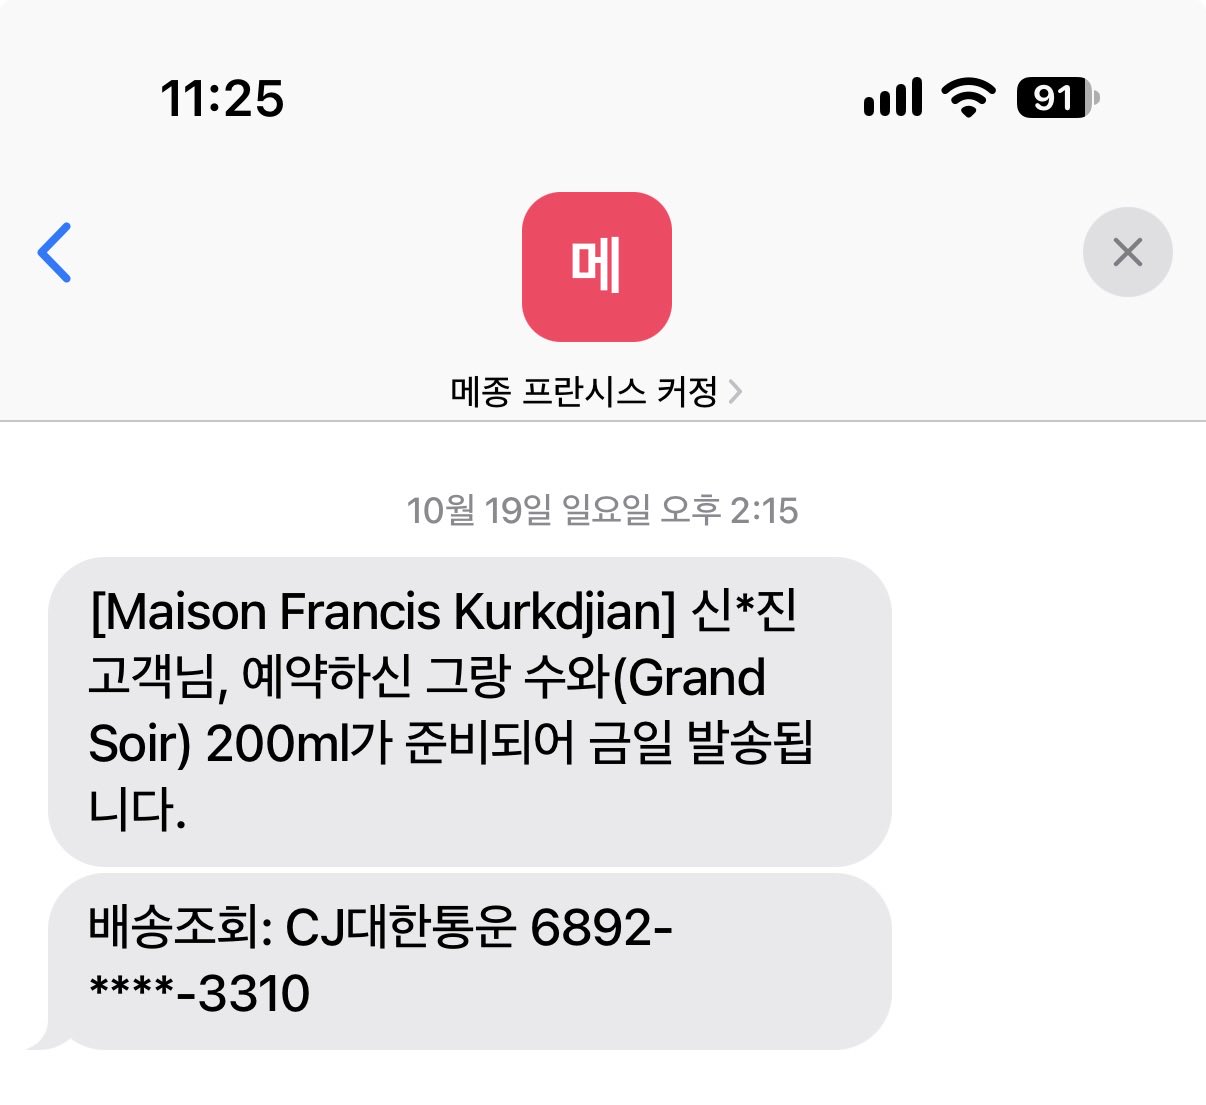 11:25
91
메
메종 프란시스 커정
10월 19일 일요일 오후 2:15
[Maison Francis Kurkdjian] 신*진
고객님, 예약하신 그랑 수와(Grand
Soir) 200ml가 준비되어 금일 발송됩
니다.
배송조회: CJ대한통운 6892-
****-3310